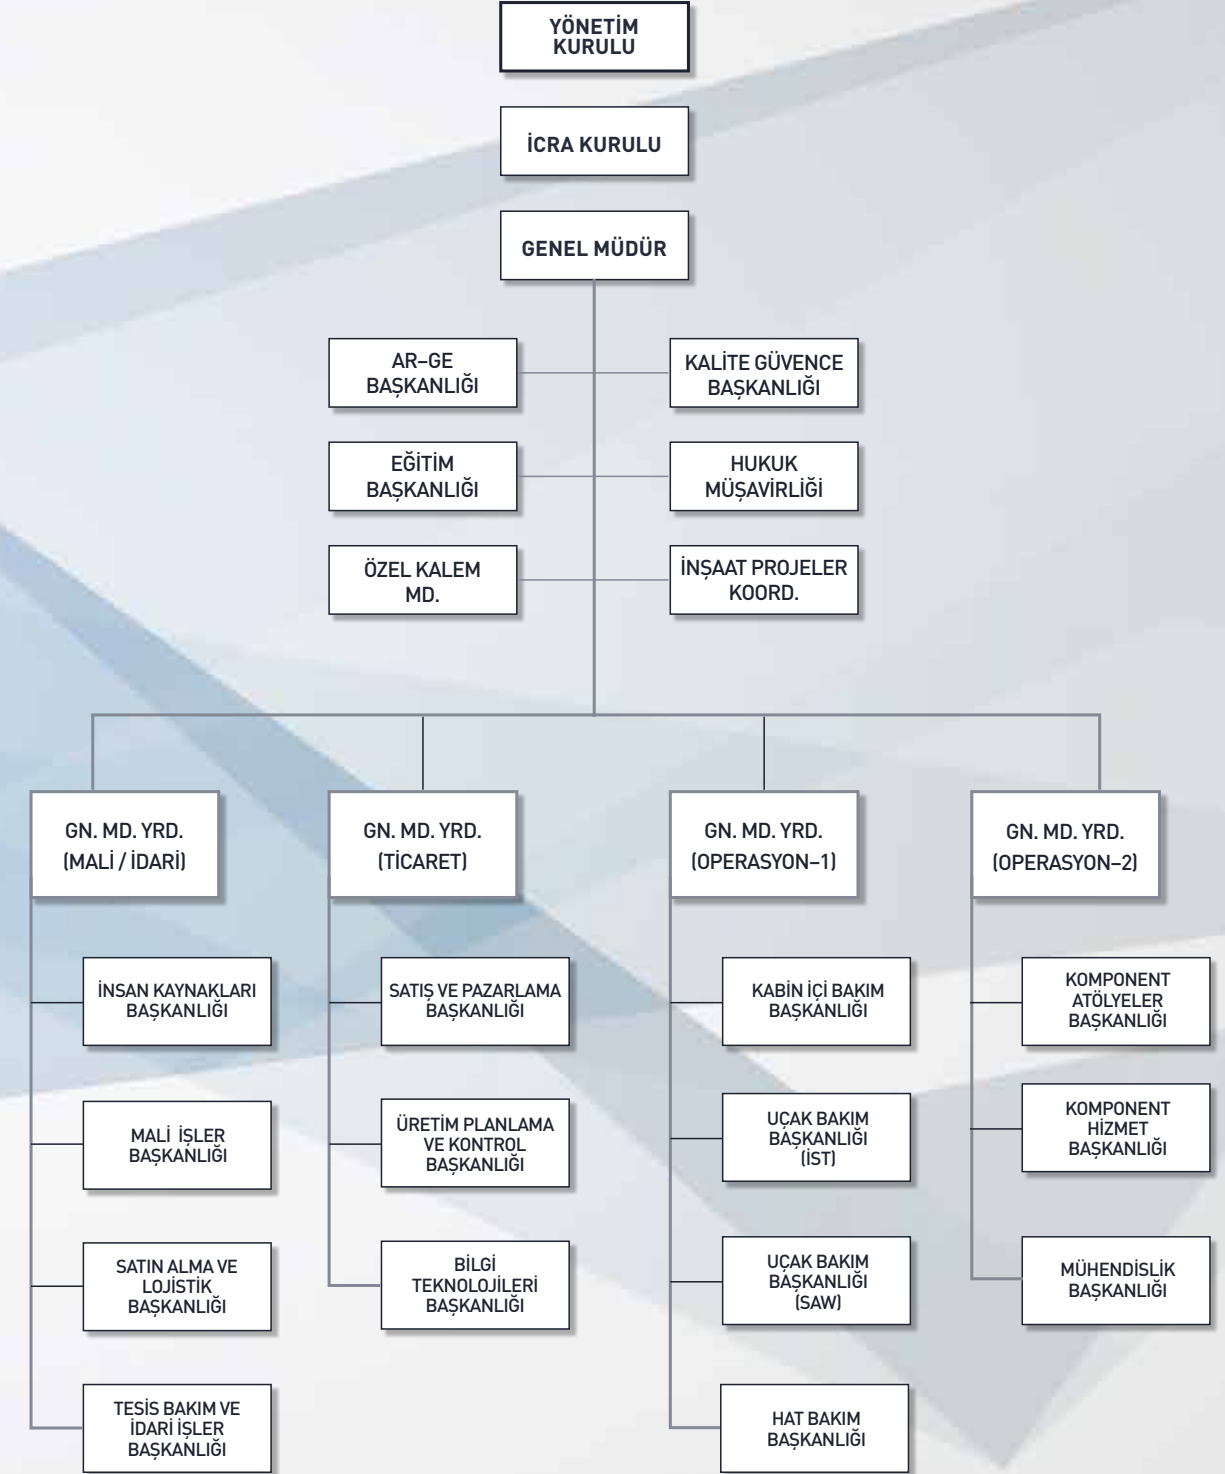 YÖNETİM
KURULU
İCRA KURULU
GENEL MÜDÜR
AR–GE
BAŞKANLIĞI
KALİTE GÜVENCE
BAŞKANLIĞI
EĞİTİM
BAŞKANLIĞI
HUKUK
MÜŞAVİRLİĞİ
ÖZEL KALEM
MD.
İNŞAAT PROJELER
KOORD.
GN. MD. YRD.
(MALİ / İDARİ)
GN. MD. YRD.
(TİCARET)
GN. MD. YRD.
(OPERASYON–1)
GN. MD. YRD.
(OPERASYON–2)
İNSAN KAYNAKLARI
BAŞKANLIĞI
SATIŞ VE PAZARLAMA
BAŞKANLIĞI
KABİN İÇİ BAKIM
BAŞKANLIĞI
KOMPONENT
ATÖLYELER
BAŞKANLIĞI
MALİ İŞLER
BAŞKANLIĞI
ÜRETİM PLANLAMA
VE KONTROL
BAŞKANLIĞI
UÇAK BAKIM
BAŞKANLIĞI
(İST)
KOMPONENT
HİZMET
BAŞKANLIĞI
SATIN ALMA VE
LOJİSTİK
BAŞKANLIĞI
BİLGİ
TEKNOLOJİLERİ
BAŞKANLIĞI
UÇAK BAKIM
BAŞKANLIĞI
(SAW)
MÜHENDİSLİK
BAŞKANLIĞI
TESİS BAKIM VE
İDARİ İŞLER
BAŞKANLIĞI
HAT BAKIM
BAŞKANLIĞI